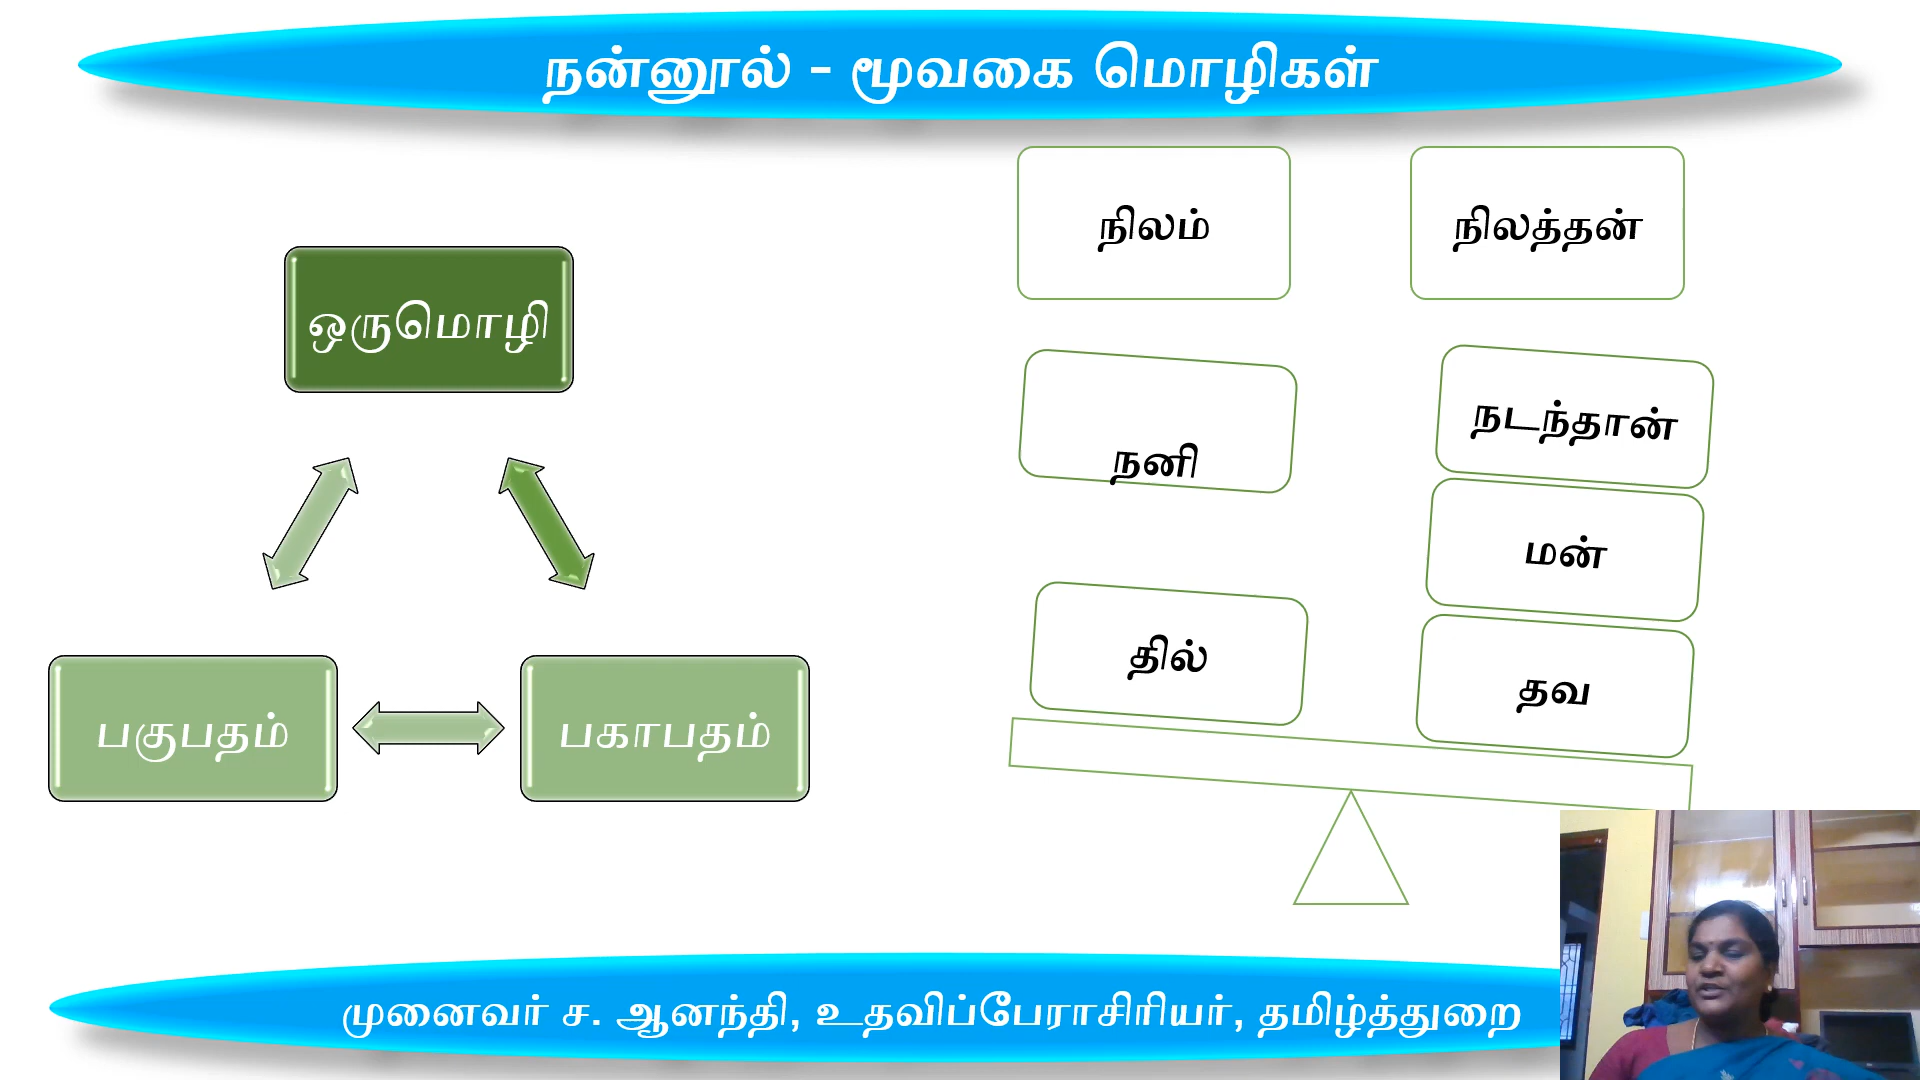 நன்னூல் - மூவகை மொழிகள்
ஒருமொழி
பகுபதம்
பகாபதம்
நிலம்
நிலத்தன்
நனி
நடந்தான்
மன்
தில்
தவ
முனைவர் ச. ஆனந்தி, உதவிப்பேராசிரியர், தமிழ்த்துறை